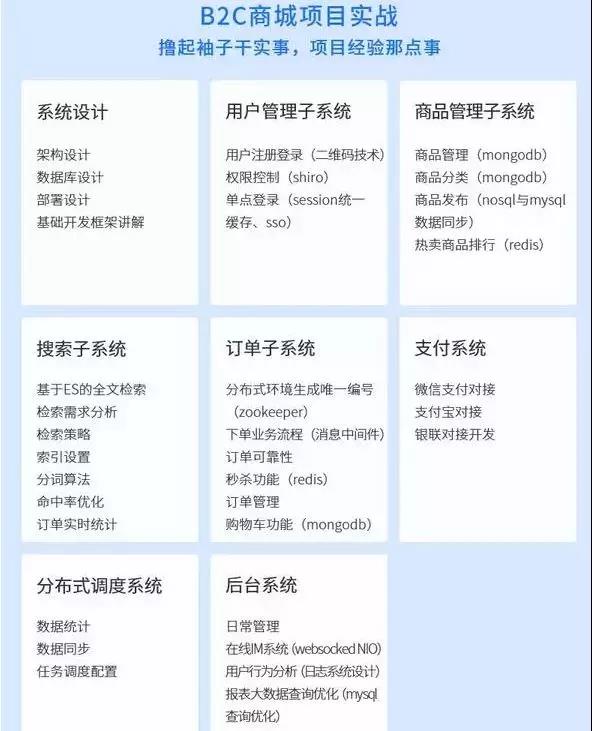 B2C商城项目实战
撸起袖子干实事，项目经验那点事
系统设计
架构设计
数据库设计
部署设计
基础开发框架讲解
用户管理子系统
用户注册登录（二维码技术）
权限控制（shiro）
单点登录（session统一
缓存、sso）
商品管理子系统
商品管理（mongodb）
商品分类（mongodb）
商品发布（nosql与mysql
数据同步）
热卖商品排行（redis）
搜索子系统
基于ES的全文检索
检索需求分析
检索策略
索引设置
分词算法
命中率优化
订单实时统计
订单子系统
分布式环境生成唯一编号
（zookeeper）
下单业务流程（消息中间件）
订单可靠性
秒杀功能（redis）
订单管理
购物车功能（mongodb）
支付系统
微信支付对接
支付宝对接
银联对接开发
分布式调度系统
数据统计
数据同步
任务调度配置
后台系统
日常管理
在线IM系统 (websocked NIO)
用户行为分析 (日志系统设计)
报表大数据查询优化 (mysql
查询优化)